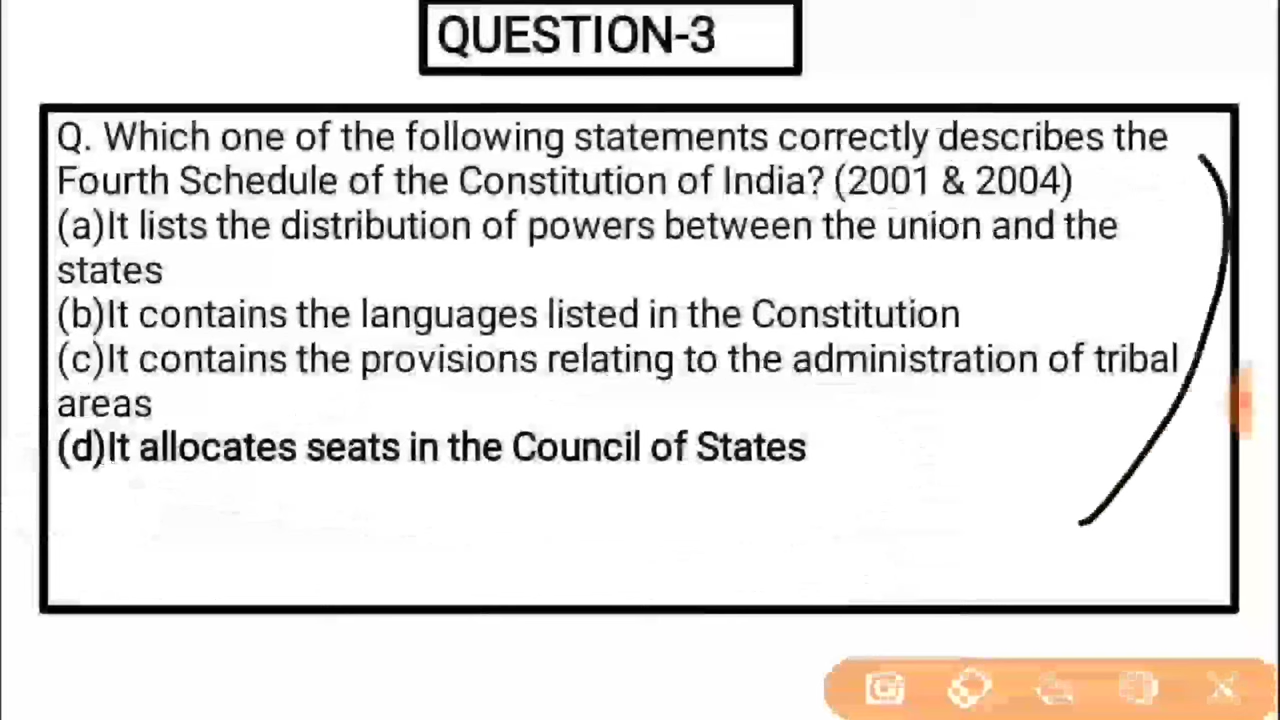 QUESTION-3
Q. Which one of the following statements correctly describes the
Fourth Schedule of the Constitution of India? (2001 & 2004)
(a)It lists the distribution of powers between the union and the
states
(b)It contains the languages listed in the Constitution
(c)It contains the provisions relating to the administration of tribal
areas
(d)It allocates seats in the Council of States